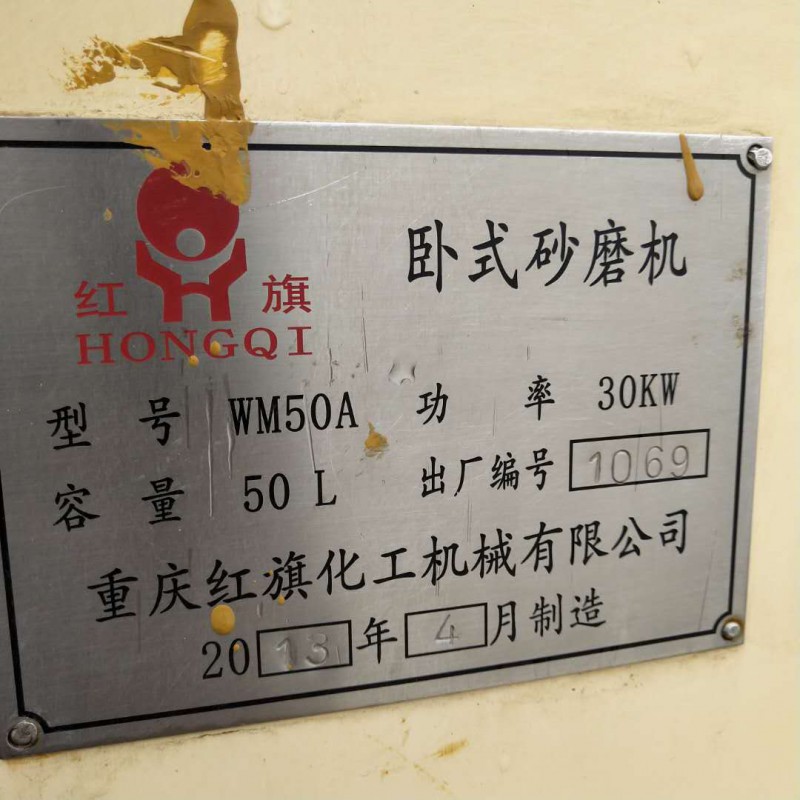 卧式砂磨机
红 旗
HONGQI
型号 WM50A 功率 30KW
容量 50 L 出厂编号 1069
重庆红旗化工机械有限公司
2013年4月制造